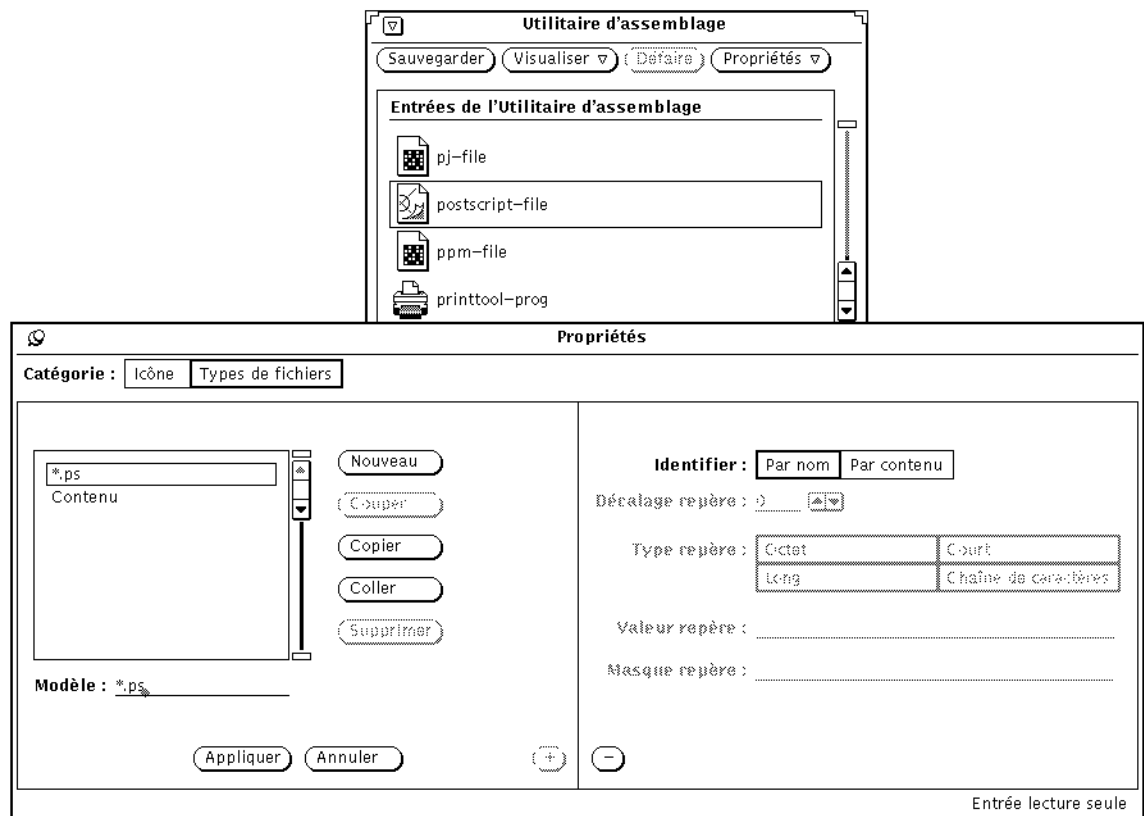 Utilitaire d'assemblage
Sauvegarder Visualiser Défaire Propriétés
Entrées de l'Utilitaire d'assemblage
pj-file
postscript-file
ppm-file
printtool-prog
Propriétés
Catégorie : Icône Types de fichiers
*.ps
Contenu
Nouveau
Couper
Copier
Coller
Supprimer
Modèle : *.ps
Appliquer Annuler +
Identifier : Par nom Par contenu
Décalage repère : 0
Type repère : Octet Court
Long Chaîne de caractères
Valeur repère :
Masque repère :
−
Entrée lecture seule